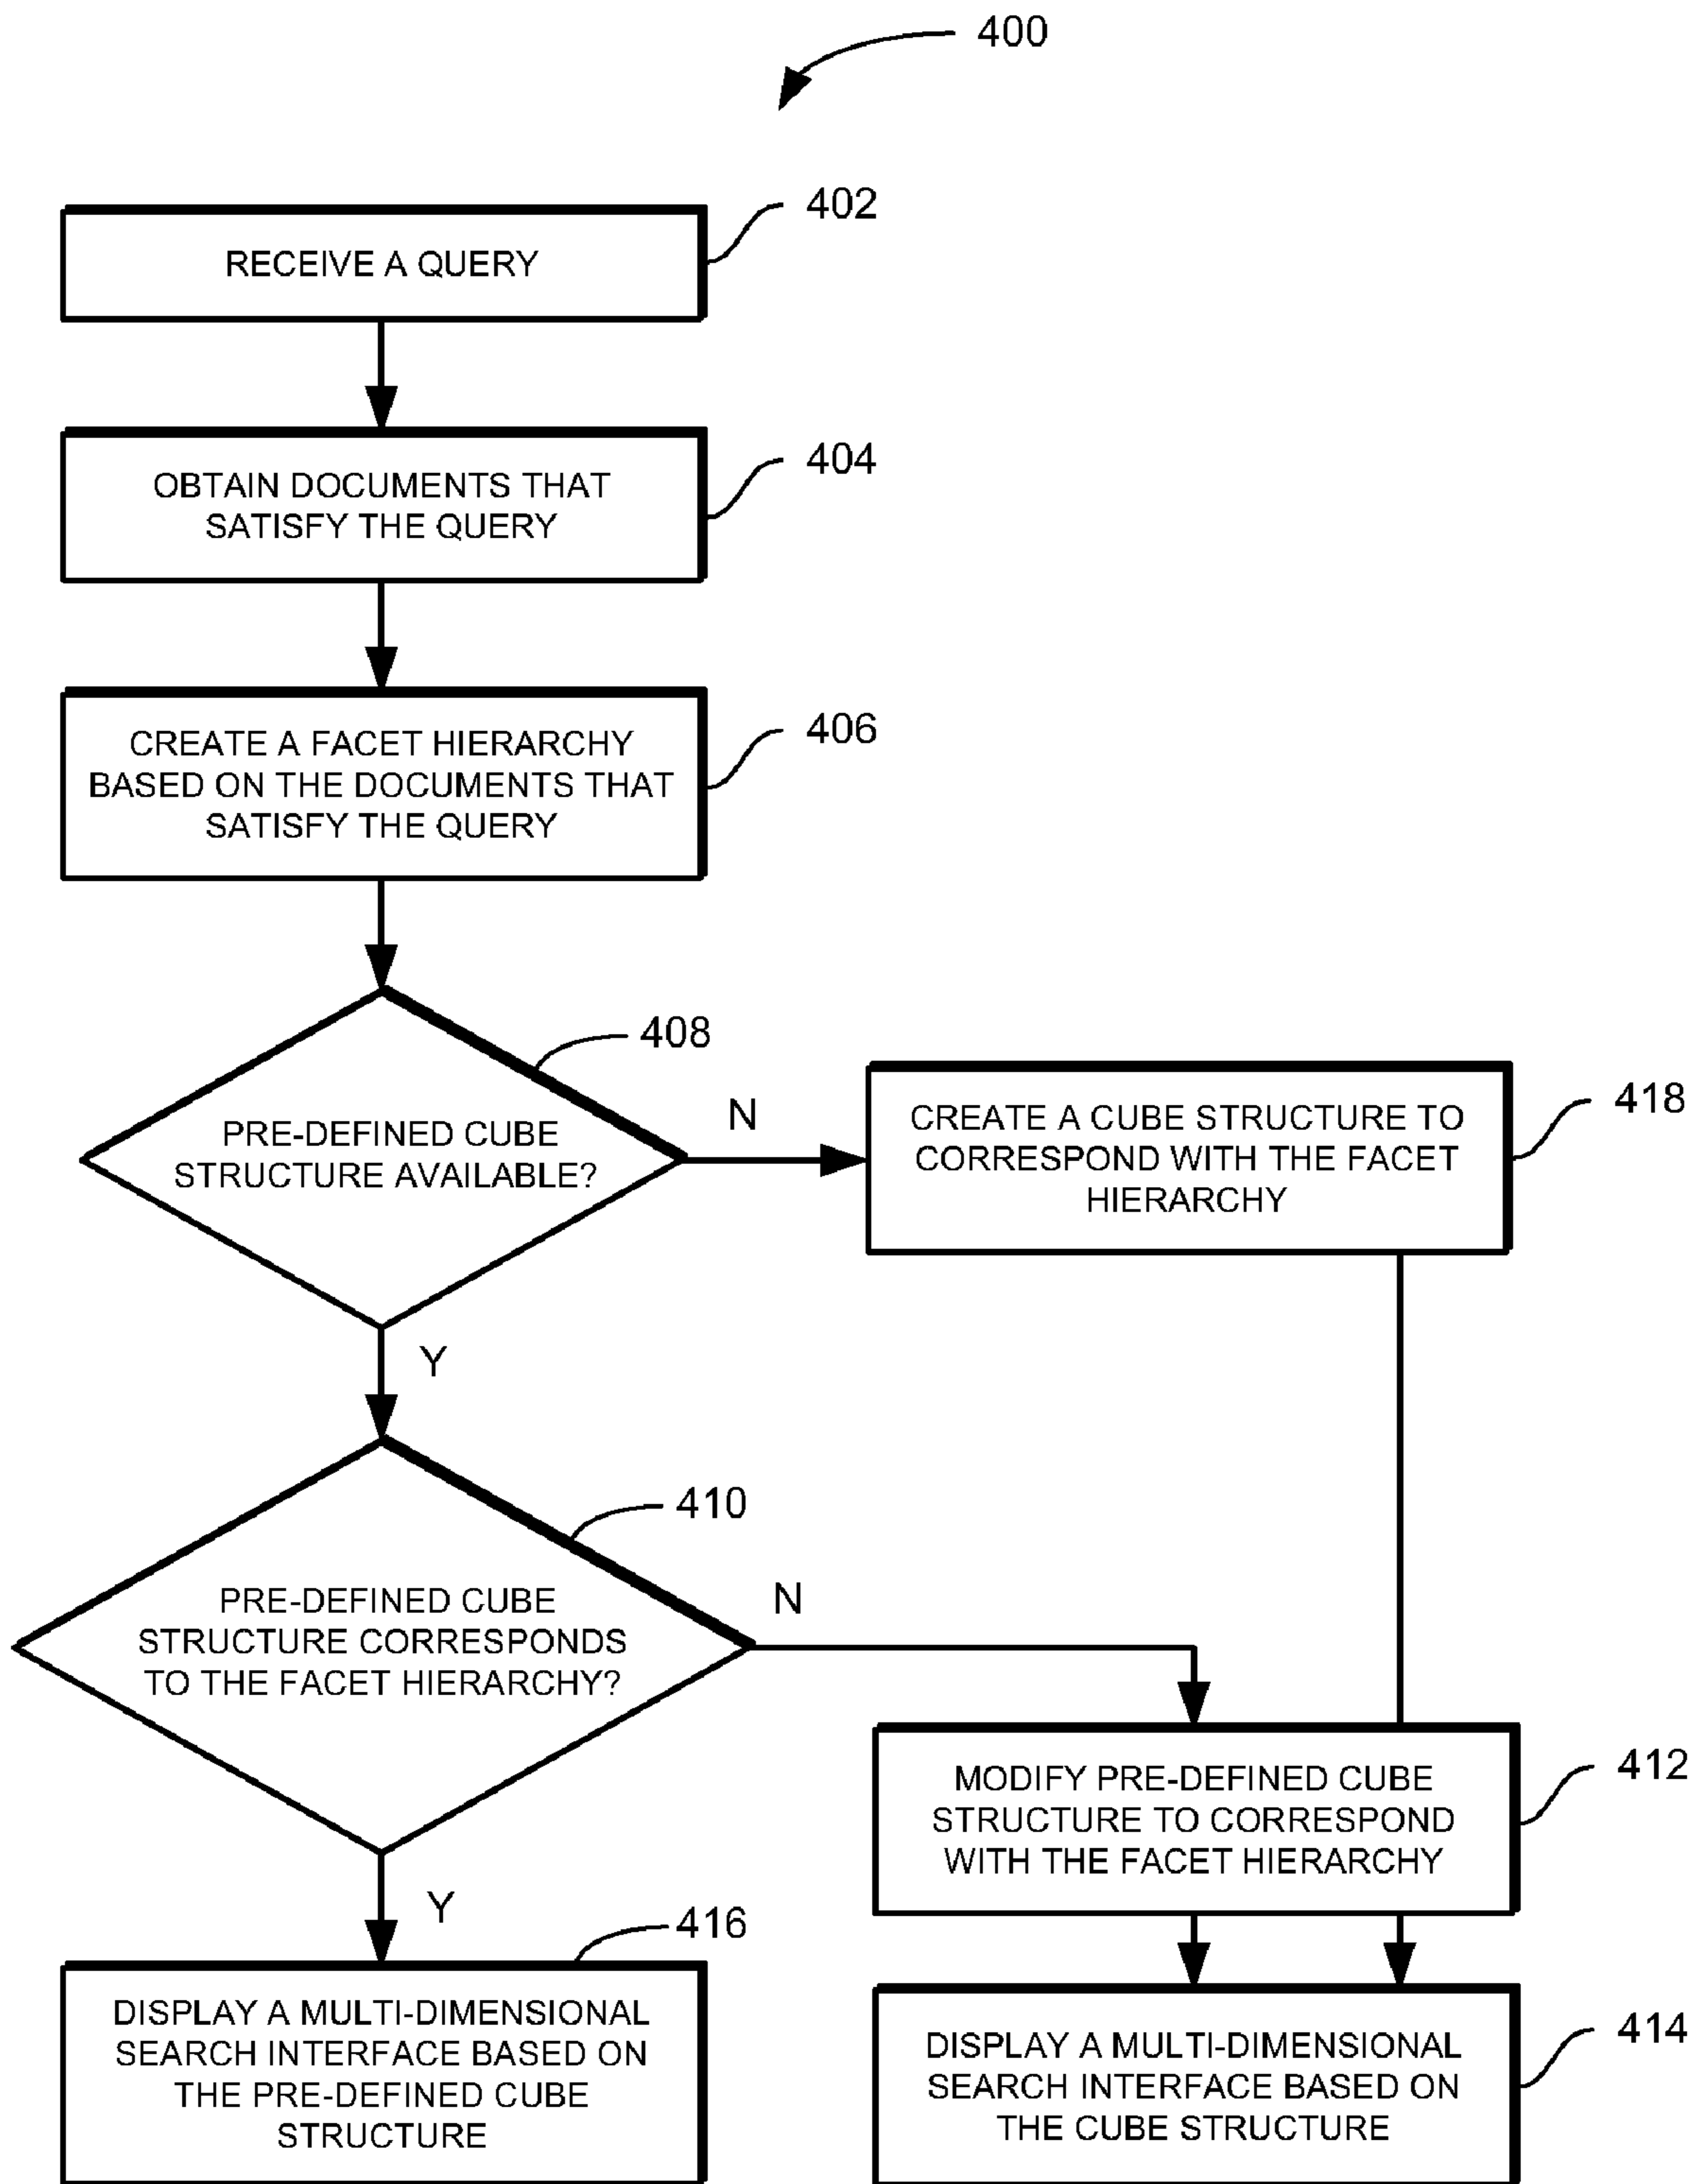 400
402
RECEIVE A QUERY
404
OBTAIN DOCUMENTS THAT
SATISFY THE QUERY
406
CREATE A FACET HIERARCHY
BASED ON THE DOCUMENTS THAT
SATISFY THE QUERY
408
PRE-DEFINED CUBE
STRUCTURE AVAILABLE?
N
418
CREATE A CUBE STRUCTURE TO
CORRESPOND WITH THE FACET
HIERARCHY
Y
410
PRE-DEFINED CUBE
STRUCTURE CORRESPONDS
TO THE FACET HIERARCHY?
N
412
MODIFY PRE-DEFINED CUBE
STRUCTURE TO CORRESPOND
WITH THE FACET HIERARCHY
Y
416
DISPLAY A MULTI-DIMENSIONAL
SEARCH INTERFACE BASED ON
THE PRE-DEFINED CUBE
STRUCTURE
414
DISPLAY A MULTI-DIMENSIONAL
SEARCH INTERFACE BASED ON
THE CUBE STRUCTURE